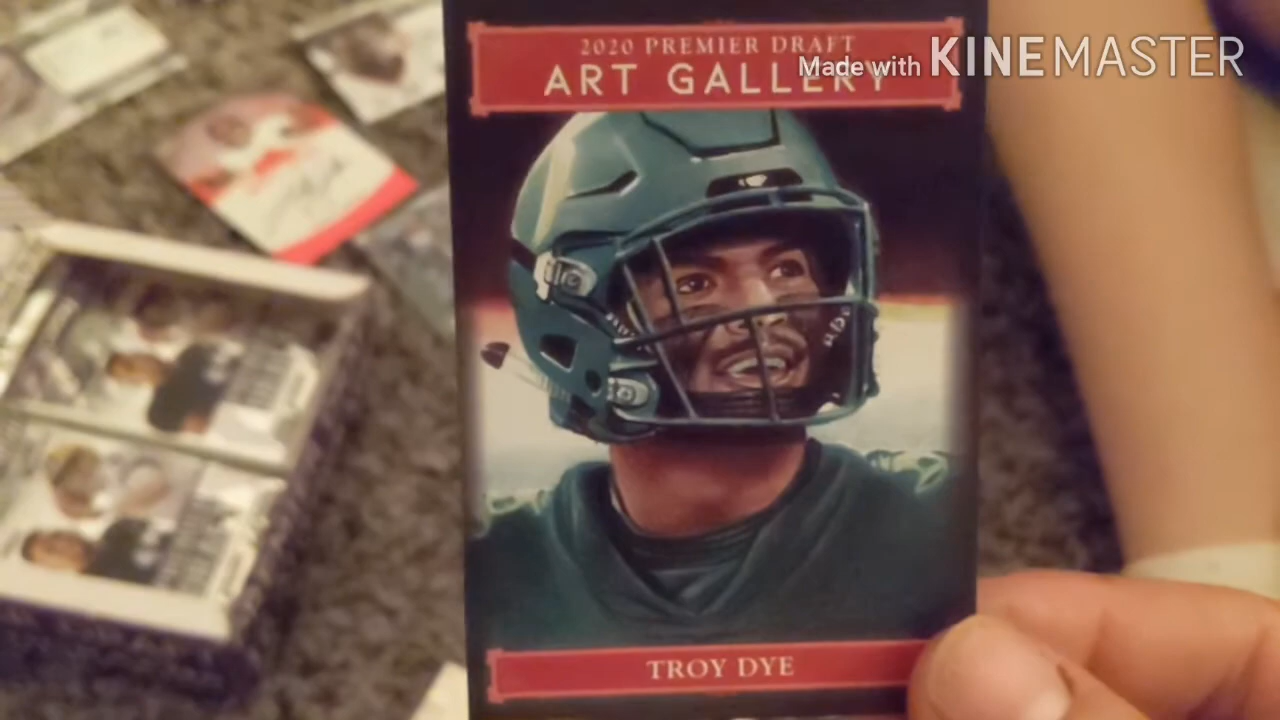 2020 PREMIER DRAFT
ART GALLERY
Made with KINEMASTER
TROY DYE